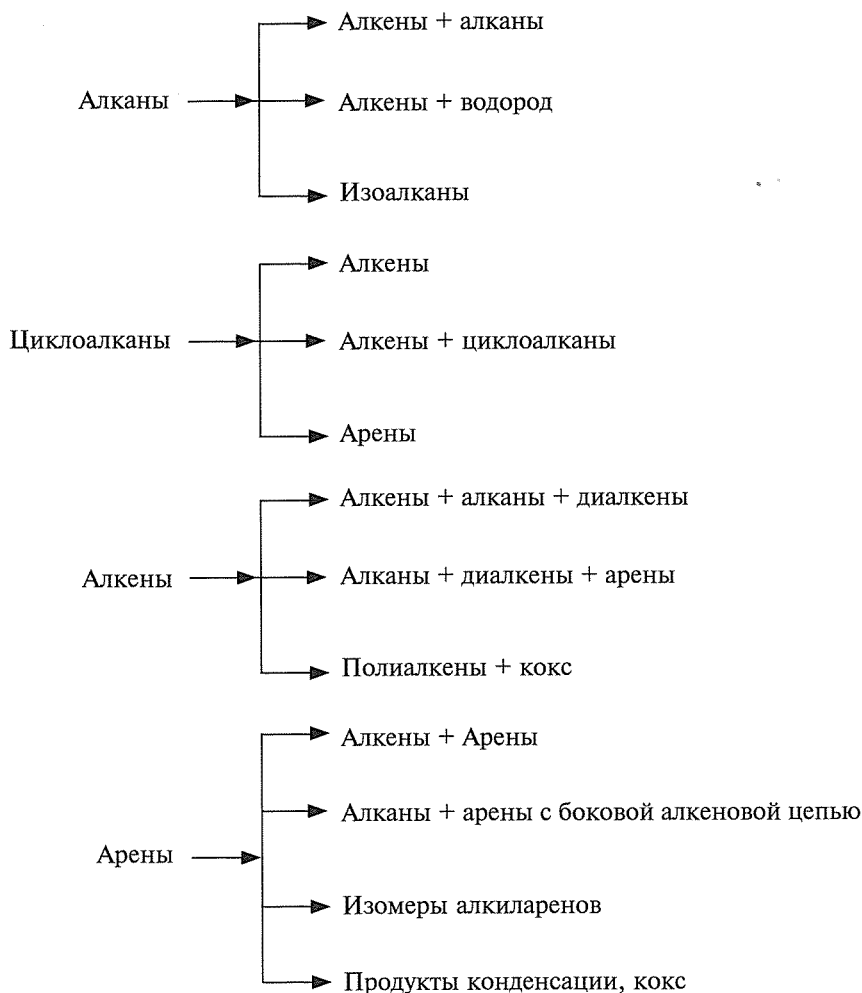 Алкены + алканы
Алканы
Алкены + водород
Изоалканы
Алкены
Циклоалканы
Алкены + циклоалканы
Арены
Алкены + алканы + диалкены
Алкены
Алканы + диалкены + арены
Полиалкены + кокс
Алкены + Арены
Алканы + арены с боковой алкеновой цепью
Арены
Изомеры алкиларенов
Продукты конденсации, кокс